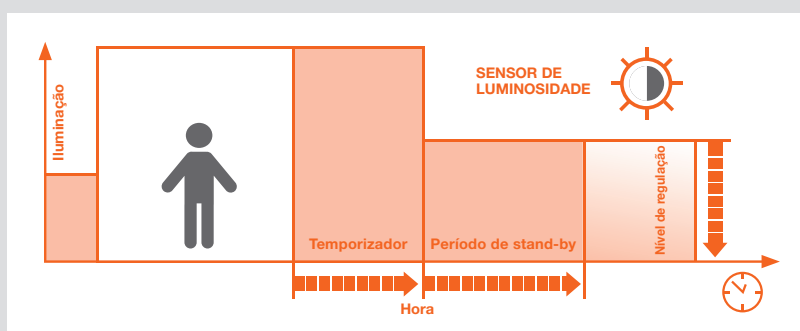 SENSOR DE
LUMINOSIDADE
Iluminação
Nível de regulação
Temporizador
Período de stand-by
Hora